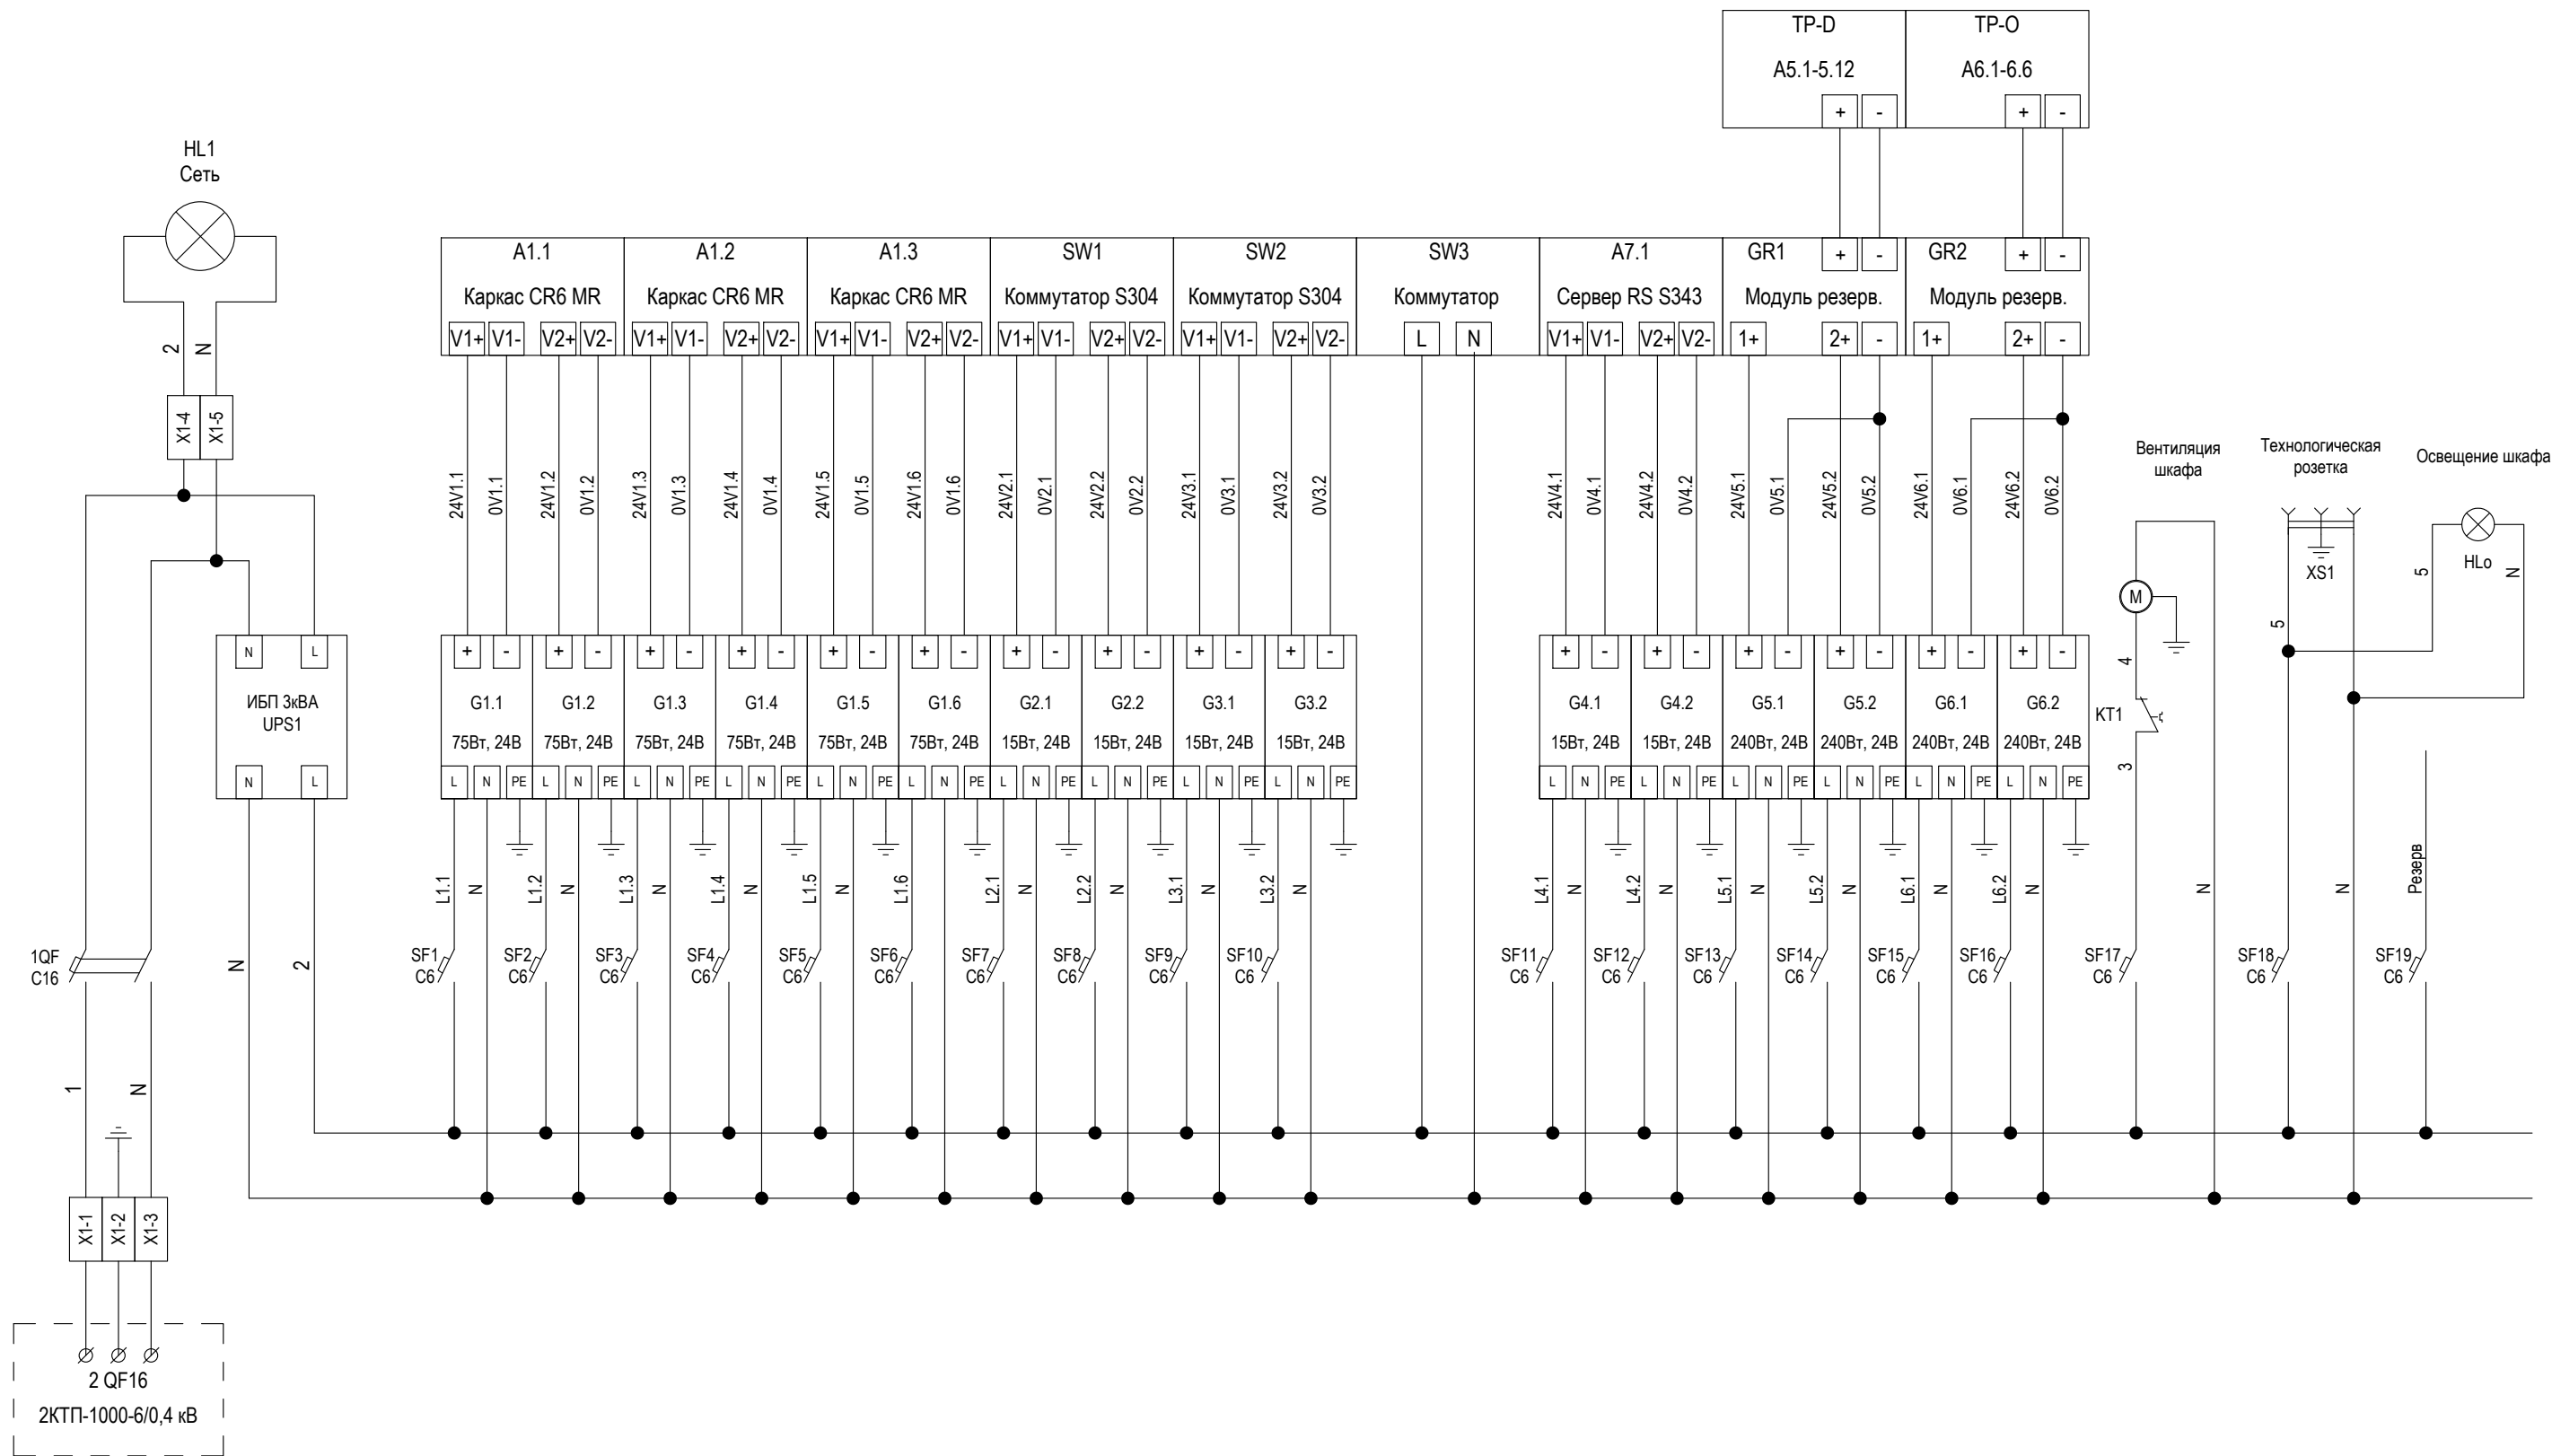 TP-D
TP-O
A5.1-5.12
A6.1-6.6
+ - + -
HL1
Сеть
A1.1 A1.2 A1.3 SW1 SW2 SW3 A7.1 GR1 + - GR2 + -
Каркас CR6 MR Каркас CR6 MR Каркас CR6 MR Коммутатор S304 Коммутатор S304 Коммутатор Сервер RS S343 Модуль резерв. Модуль резерв.
V1+ V1- V2+ V2- V1+ V1- V2+ V2- V1+ V1- V2+ V2- V1+ V1- V2+ V2- V1+ V1- V2+ V2- L N V1+ V1- V2+ V2- 1+ 2+ - 1+ 2+ -
2 N
X1-4 X1-5
Вентиляция
шкафа
Технологическая
розетка
Освещение шкафа
24V1.1 0V1.1 24V1.2 0V1.2 24V1.3 0V1.3 24V1.4 0V1.4 24V1.5 0V1.5 24V1.6 0V1.6 24V2.1 0V2.1 24V2.2 0V2.2 24V3.1 0V3.1 24V3.2 0V3.2 24V4.1 0V4.1 24V4.2 0V4.2 24V5.1 0V5.1 24V5.2 0V5.2 24V6.1 0V6.1 24V6.2 0V6.2
HLo
XS1
5 N
M
5
4
N L
ИБП 3кВА
UPS1
N L
+ - + - + - + - + - + - + - + - + - + - + - + - + - + - + - + -
G1.1 G1.2 G1.3 G1.4 G1.5 G1.6 G2.1 G2.2 G3.1 G3.2 G4.1 G4.2 G5.1 G5.2 G6.1 G6.2
75Вт, 24В 75Вт, 24В 75Вт, 24В 75Вт, 24В 75Вт, 24В 75Вт, 24В 15Вт, 24В 15Вт, 24В 15Вт, 24В 15Вт, 24В 15Вт, 24В 15Вт, 24В 240Вт, 24В 240Вт, 24В 240Вт, 24В 240Вт, 24В
L N PE L N PE L N PE L N PE L N PE L N PE L N PE L N PE L N PE L N PE L N PE L N PE L N PE L N PE L N PE L N PE
KT1
3
L1.1 N L1.2 N L1.3 N L1.4 N L1.5 N L1.6 N L2.1 N L2.2 N L3.1 N L3.2 N L4.1 N L4.2 N L5.1 N L5.2 N L6.1 N L6.2 N N N Резерв
1QF
C16
N 2
SF1 SF2 SF3 SF4 SF5 SF6 SF7 SF8 SF9 SF10 SF11 SF12 SF13 SF14 SF15 SF16 SF17 SF18 SF19
C6 C6 C6 C6 C6 C6 C6 C6 C6 C6 C6 C6 C6 C6 C6 C6 C6 C6 C6
1 N
X1-1 X1-2 X1-3
2 QF16
2КТП-1000-6/0,4 кВ